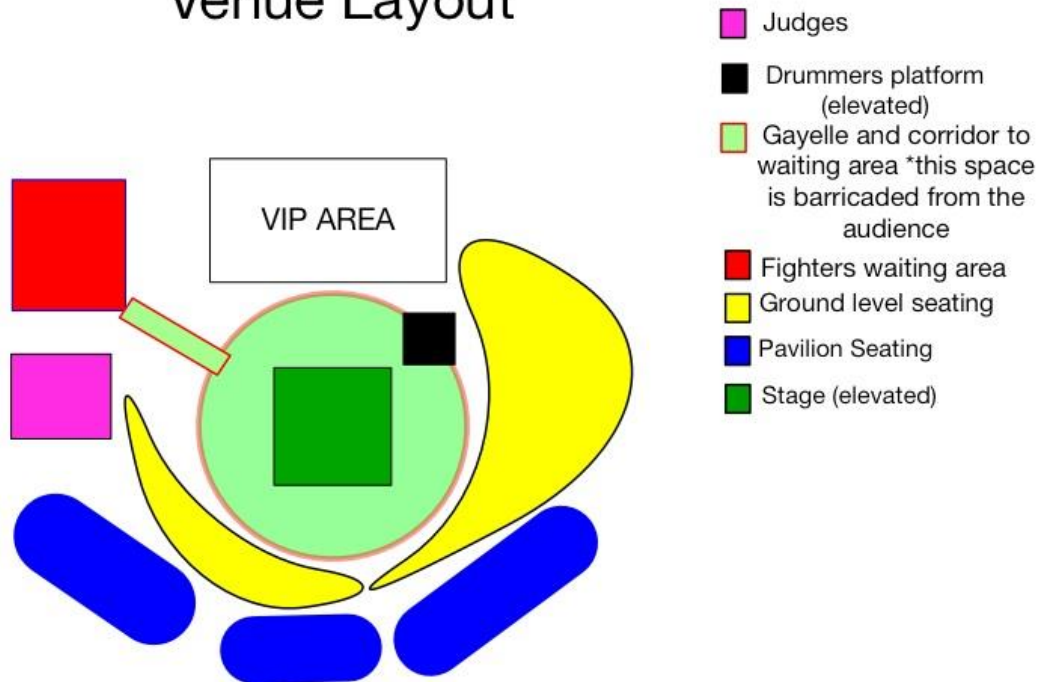 Venue Layout
Judges
Drummers platform
(elevated)
Gayelle and corridor to
waiting area *this space
is barricaded from the
audience
VIP AREA
Fighters waiting area
Ground level seating
Pavilion Seating
Stage (elevated)